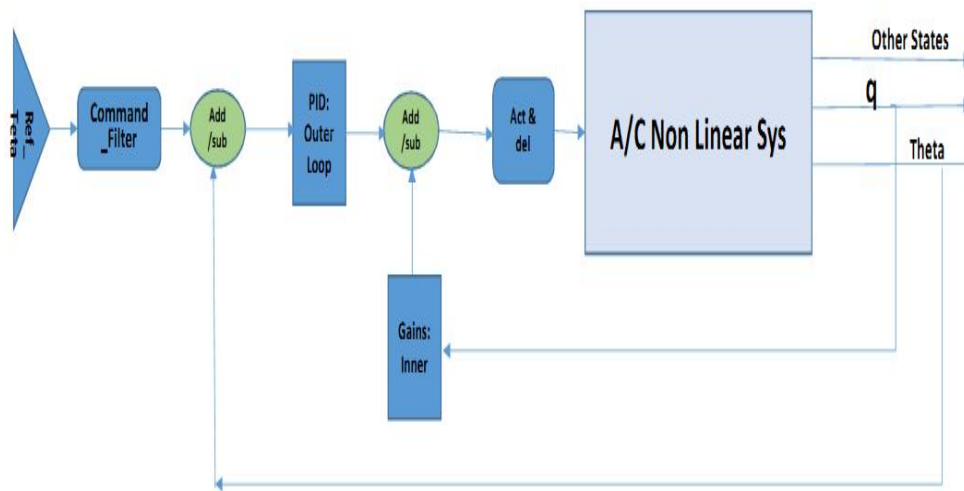 Ref_
Teta
Command
_Filter
Add
/sub
PID:
Outer
Loop
Add
/sub
Act &
del
A/C Non Linear Sys
Other States
q
Theta
Gains:
Inner